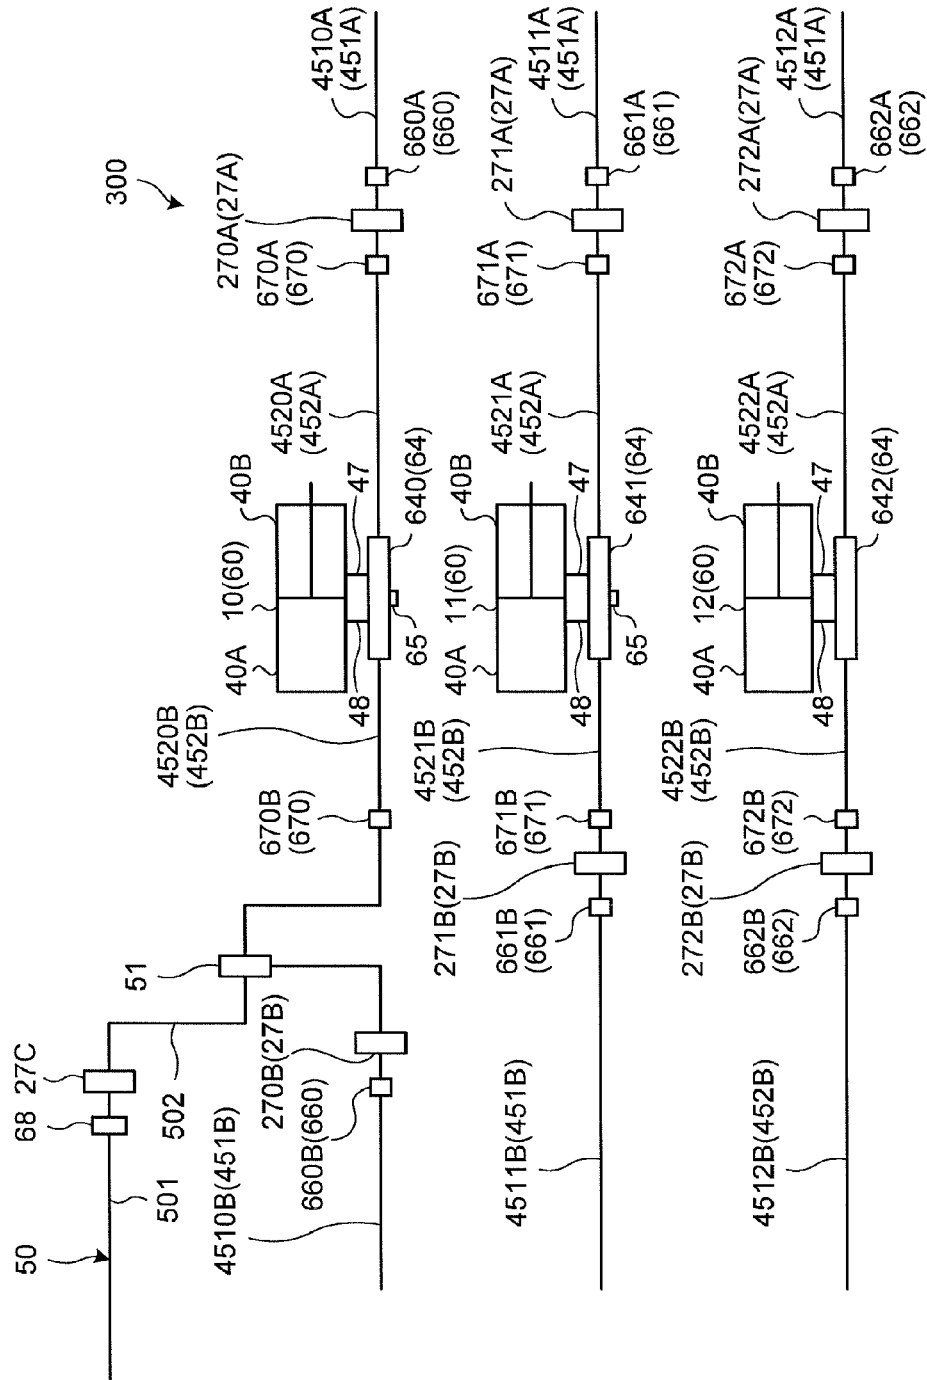 300
50
501
68
27C
502
51
4510B(451B)
660B(660)
270B(27B)
670B
(670)
4520B
(452B)
40A
10(60)
40B
48
47
65
640(64)
4520A
(452A)
670A
(670)
270A(27A)
660A
(660)
4510A
(451A)
4511B(451B)
661B
(661)
271B(27B)
671B
(671)
4521B
(452B)
40A
11(60)
40B
48
47
65
641(64)
4521A
(452A)
671A
(671)
271A(27A)
661A
(661)
4511A
(451A)
4512B(452B)
662B
(662)
272B(27B)
672B
(672)
4522B
(452B)
40A
12(60)
40B
48
47
642(64)
4522A
(452A)
672A
(672)
272A(27A)
662A
(662)
4512A
(451A)